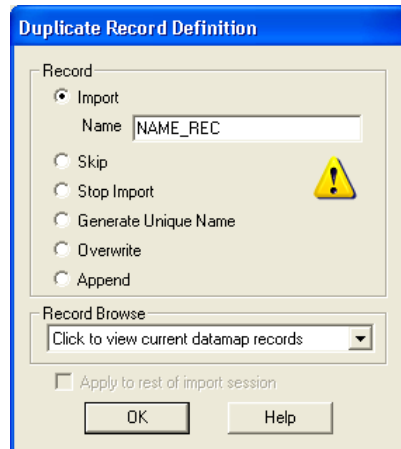 Duplicate Record Definition
Record
Import
Name NAME_REC
Skip
Stop Import
Generate Unique Name
Overwrite
Append
Record Browse
Click to view current datamap records
Apply to rest of import session
OK Help